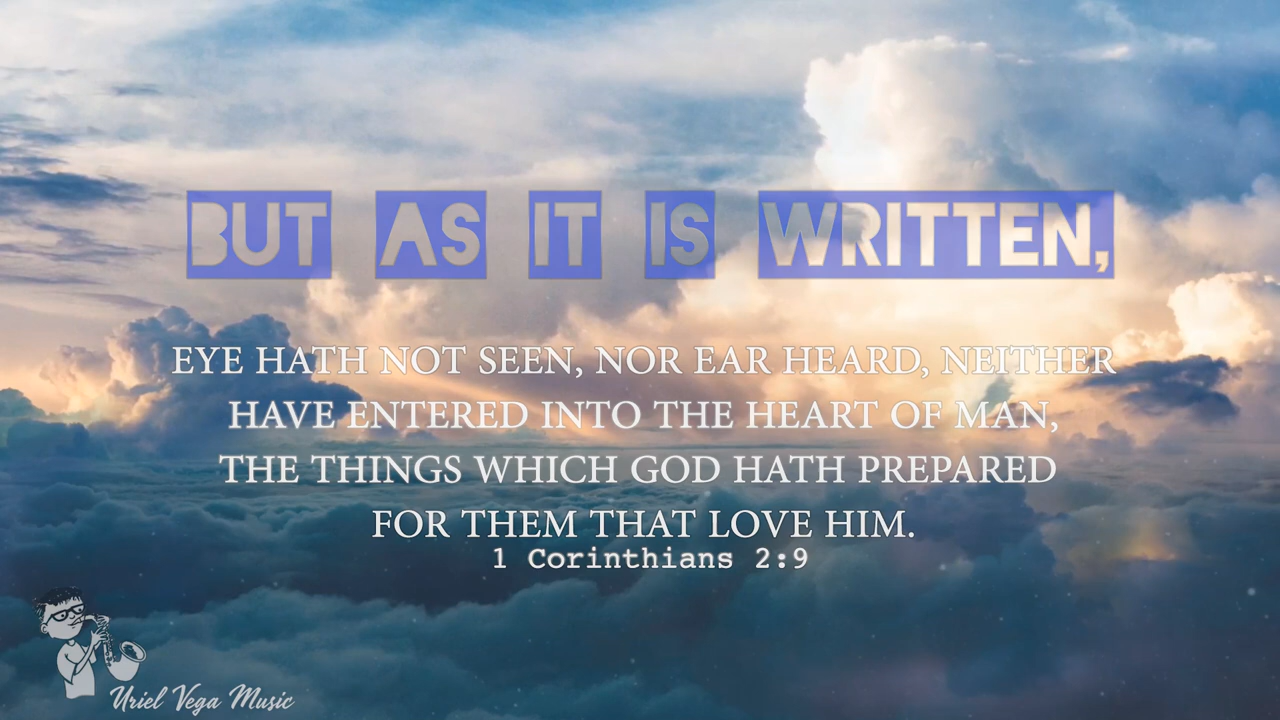 BUT AS IT IS WRITTEN,
EYE HATH NOT SEEN, NOR EAR HEARD, NEITHER
HAVE ENTERED INTO THE HEART OF MAN,
THE THINGS WHICH GOD HATH PREPARED
FOR THEM THAT LOVE HIM.
1 Corinthians 2:9
Uriel Vega Music